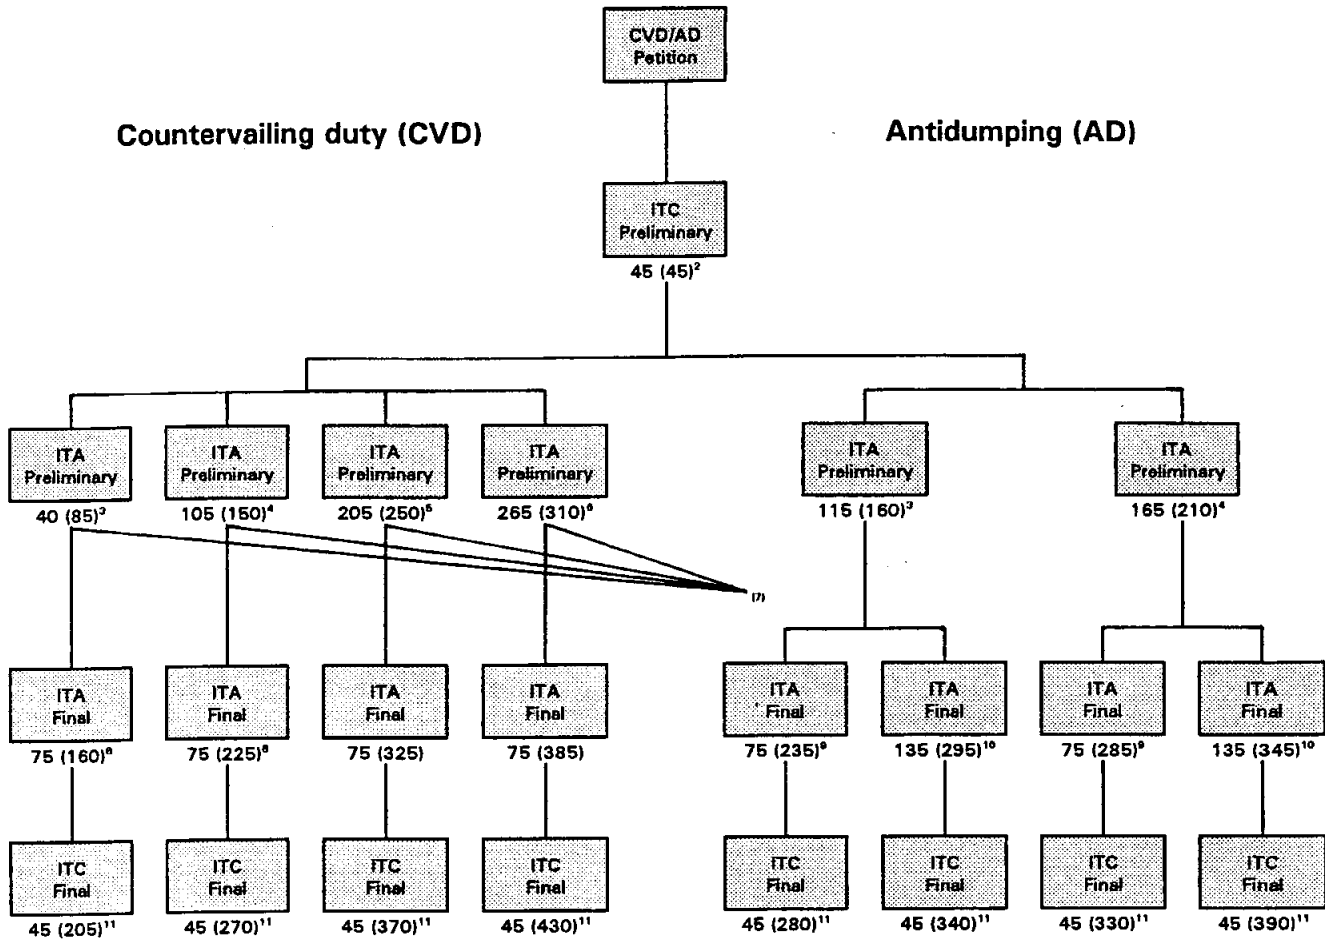 CVD/AD
Petition
Countervailing duty (CVD)
Antidumping (AD)
ITC
Preliminary
45 (45)²
ITA
Preliminary
40 (85)³
ITA
Preliminary
105 (150)⁴
ITA
Preliminary
205 (250)⁵
ITA
Preliminary
265 (310)⁶
ITA
Preliminary
115 (160)³
ITA
Preliminary
165 (210)⁴
(7)
ITA
Final
75 (160)⁸
ITA
Final
75 (225)⁸
ITA
Final
75 (325)
ITA
Final
75 (385)
ITA
Final
75 (235)⁹
ITA
Final
135 (295)¹⁰
ITA
Final
75 (285)⁹
ITA
Final
135 (345)¹⁰
ITC
Final
45 (205)¹¹
ITC
Final
45 (270)¹¹
ITC
Final
45 (370)¹¹
ITC
Final
45 (430)¹¹
ITC
Final
45 (280)¹¹
ITC
Final
45 (340)¹¹
ITC
Final
45 (330)¹¹
ITC
Final
45 (390)¹¹